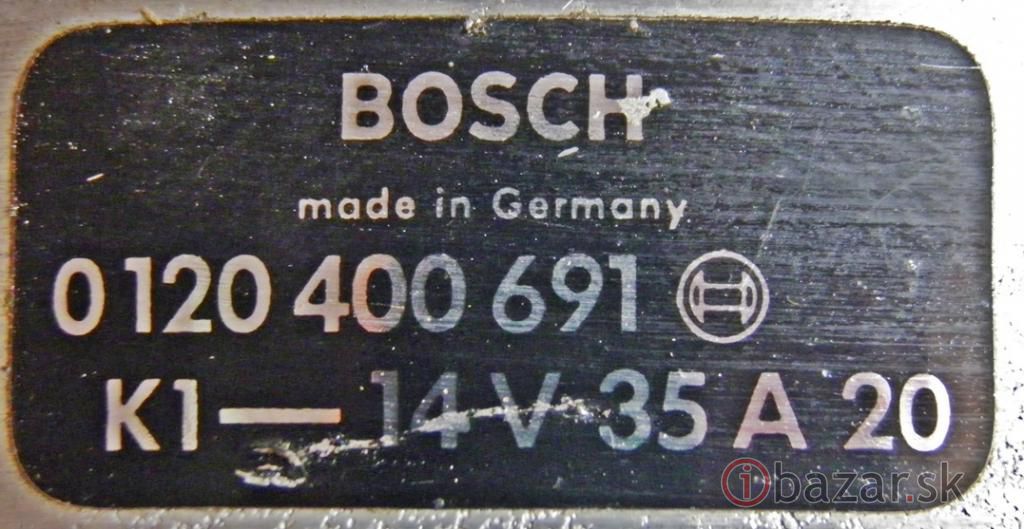 BOSCH
made in Germany
0 120 400 691
K1 — 14 V 35 A 20
ibazar.sk